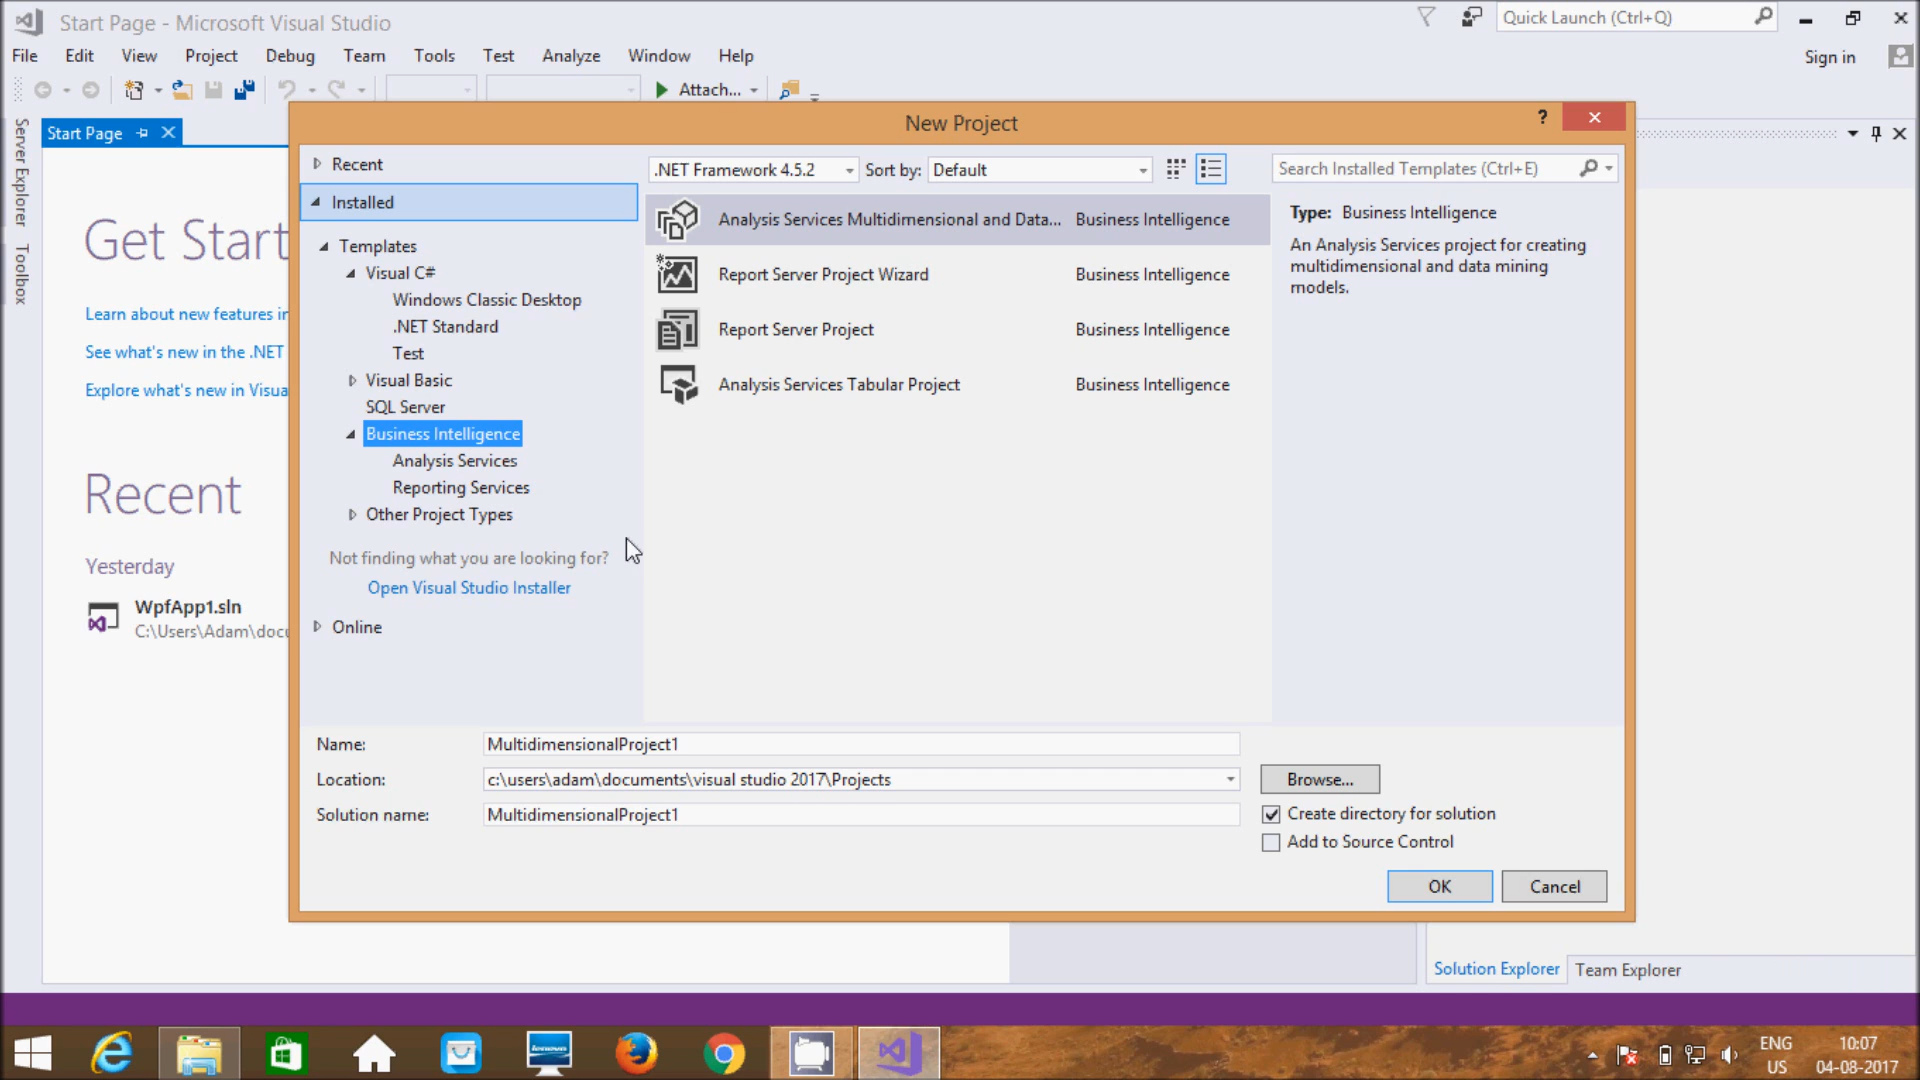 Start Page - Microsoft Visual Studio
Quick Launch (Ctrl+Q)
File Edit View Project Debug Team Tools Test Analyze Window Help
Sign in
Attach...
Server Explorer
Toolbox
Start Page
Get Start
Learn about new features in
See what's new in the .NET
Explore what's new in Visua
Recent
Yesterday
WpfApp1.sln
C:\Users\Adam\docu
New Project
?
Recent
Installed
Templates
Visual C#
Windows Classic Desktop
.NET Standard
Test
Visual Basic
SQL Server
Business Intelligence
Analysis Services
Reporting Services
Other Project Types
Not finding what you are looking for?
Open Visual Studio Installer
Online
.NET Framework 4.5.2 Sort by: Default
Search Installed Templates (Ctrl+E)
Analysis Services Multidimensional and Data... Business Intelligence
Report Server Project Wizard Business Intelligence
Report Server Project Business Intelligence
Analysis Services Tabular Project Business Intelligence
Type: Business Intelligence
An Analysis Services project for creating
multidimensional and data mining
models.
Name: MultidimensionalProject1
Location: c:\users\adam\documents\visual studio 2017\Projects
Browse...
Solution name: MultidimensionalProject1
Create directory for solution
Add to Source Control
OK Cancel
Solution Explorer Team Explorer
lenovo
ENG
US
10:07
04-08-2017